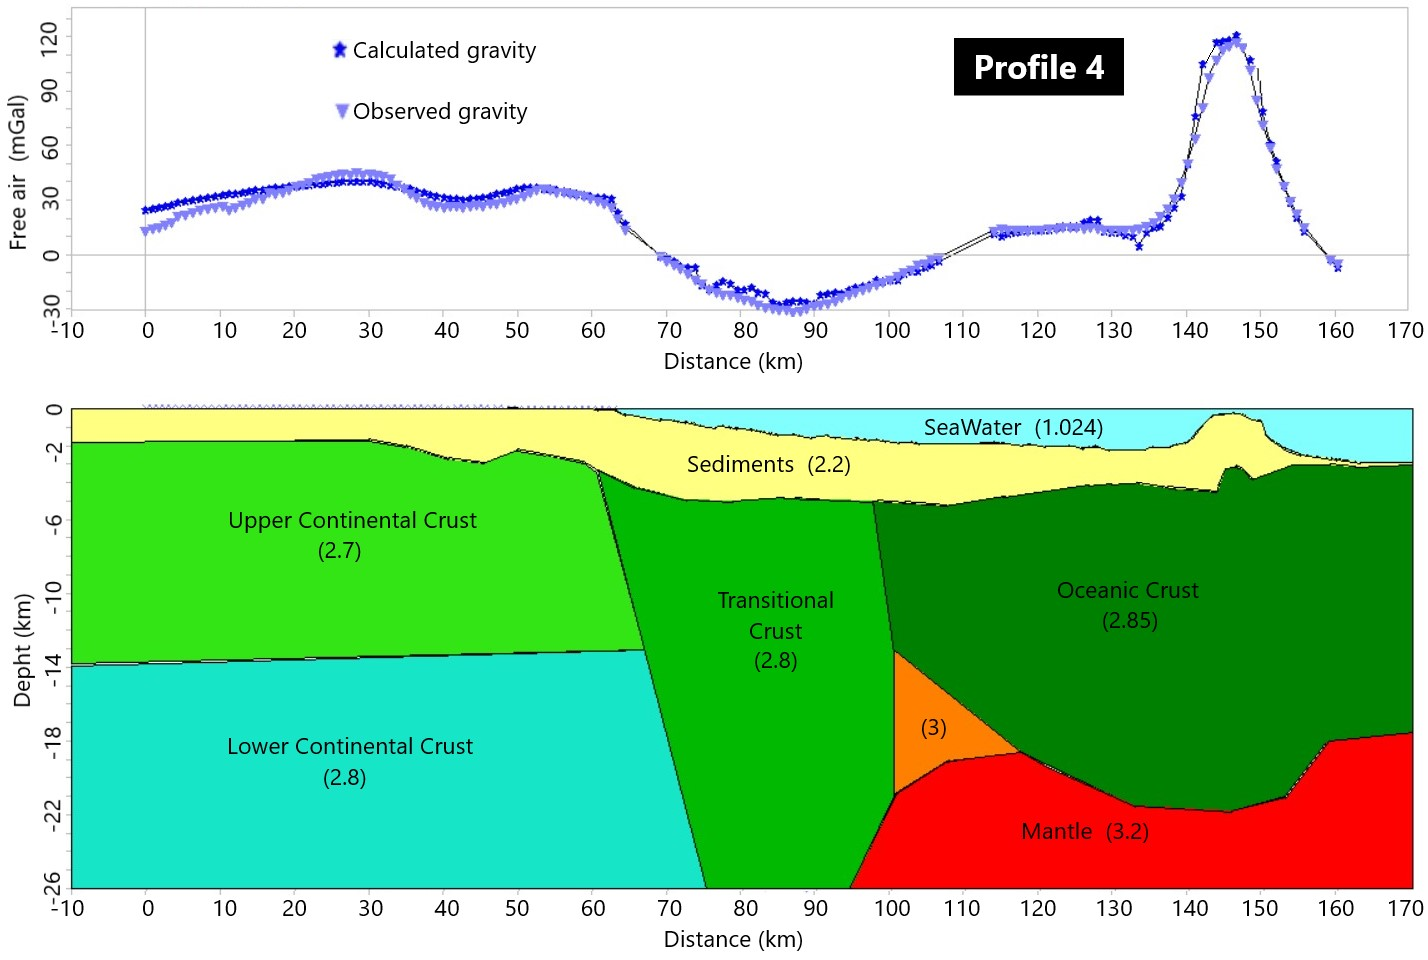 Profile 4
Calculated gravity
Observed gravity
Free air (mGal)
120
90
60
30
0
-30
-10 0 10 20 30 40 50 60 70 80 90 100 110 120 130 140 150 160 170
Distance (km)
Depht (km)
0
-2
-6
-10
-14
-18
-22
-26
SeaWater (1.024)
Sediments (2.2)
Upper Continental Crust
(2.7)
Transitional
Crust
(2.8)
Oceanic Crust
(2.85)
Lower Continental Crust
(2.8)
(3)
Mantle (3.2)
-10 0 10 20 30 40 50 60 70 80 90 100 110 120 130 140 150 160 170
Distance (km)